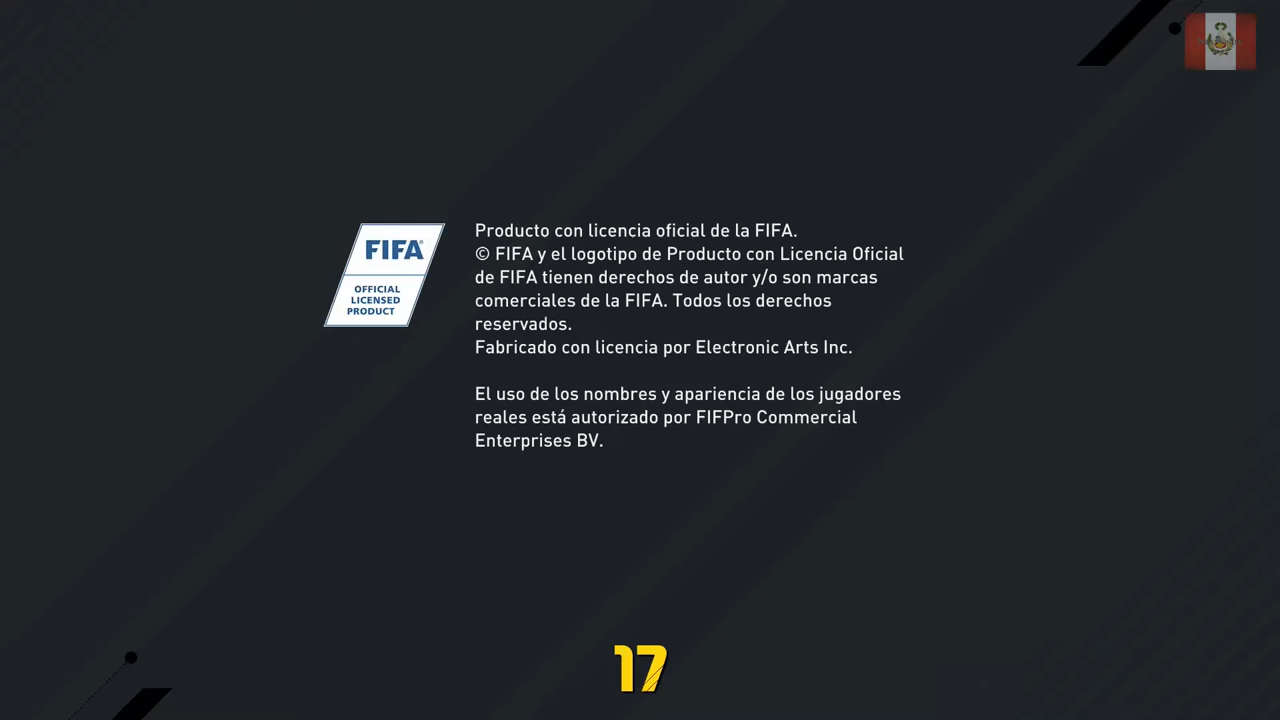 FIFA
OFFICIAL
LICENSED
PRODUCT
Producto con licencia oficial de la FIFA.
© FIFA y el logotipo de Producto con Licencia Oficial
de FIFA tienen derechos de autor y/o son marcas
comerciales de la FIFA. Todos los derechos
reservados.
Fabricado con licencia por Electronic Arts Inc.
El uso de los nombres y apariencia de los jugadores
reales está autorizado por FIFPro Commercial
Enterprises BV.
17